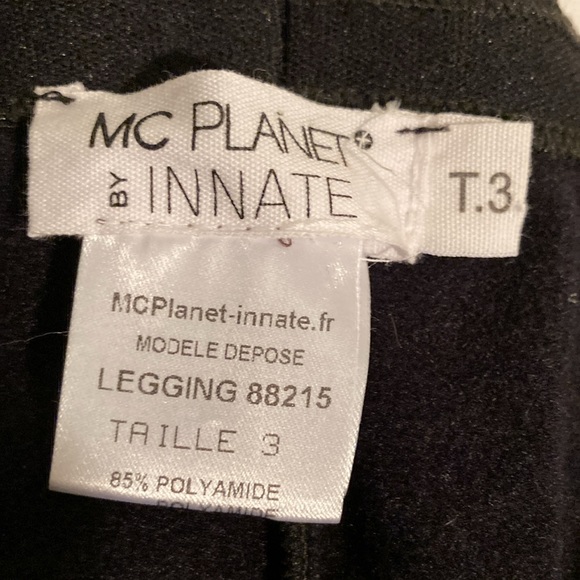 MC PLANET
BY INNATE
T.3
MCPlanet-innate.fr
MODELE DEPOSE
LEGGING 88215
TAILLE 3
85% POLYAMIDE